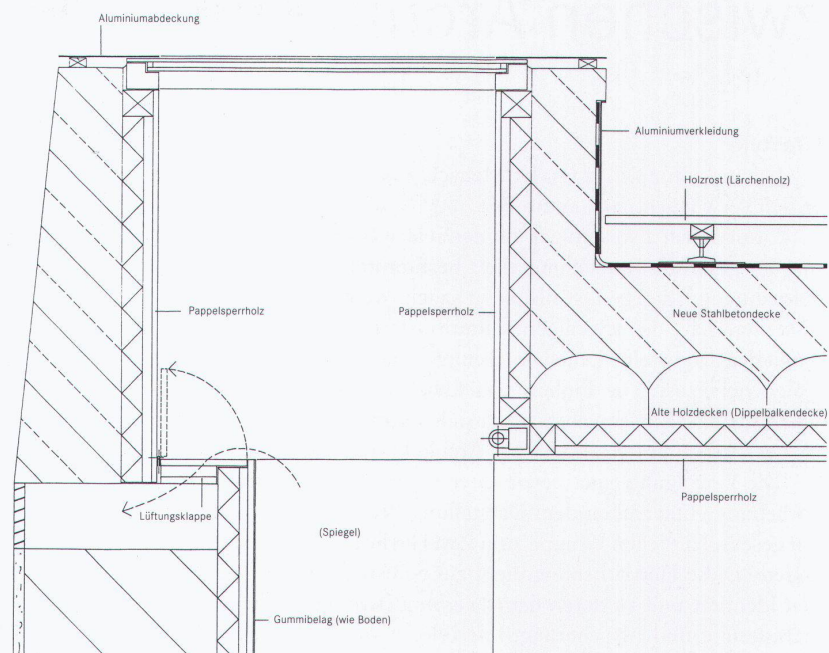 Aluminiumabdeckung
Aluminiumverkleidung
Holzrost (Lärchenholz)
Pappelsperrholz
Pappelsperrholz
Neue Stahlbetondecke
Alte Holzdecken (Dippelbalkendecke)
Pappelsperrholz
Lüftungsklappe
(Spiegel)
Gummibelag (wie Boden)